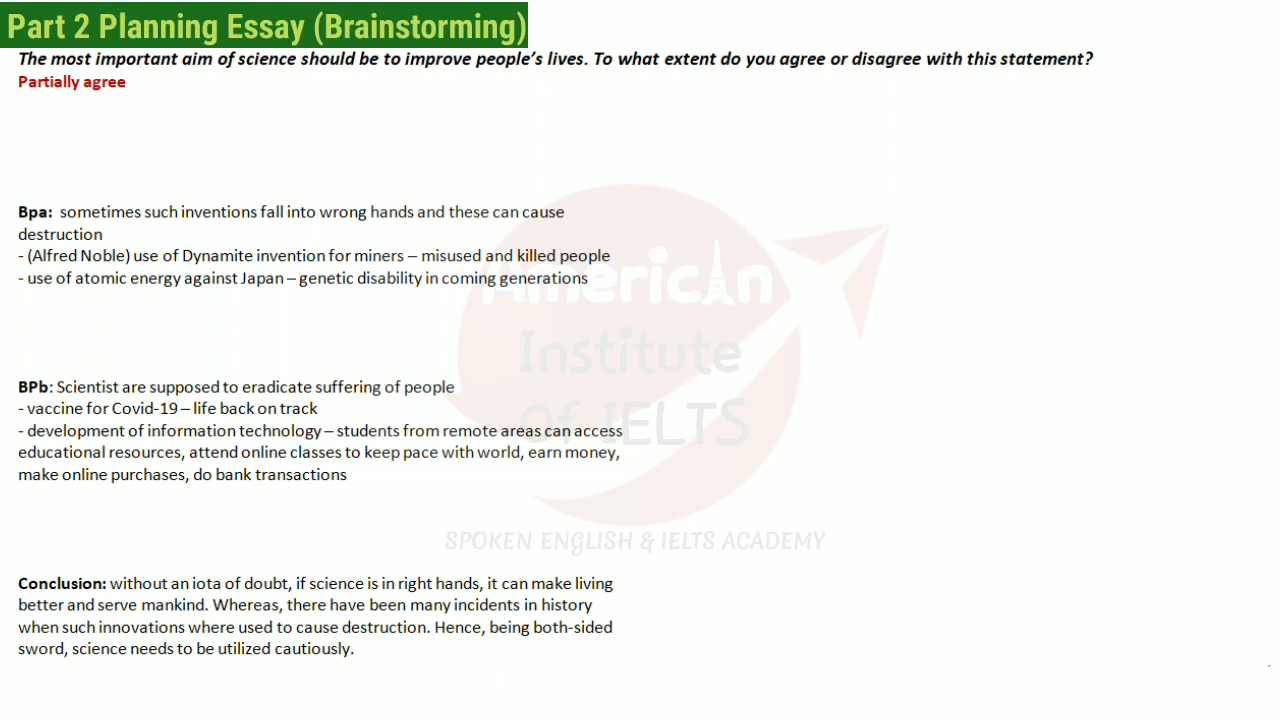 Part 2 Planning Essay (Brainstorming)
The most important aim of science should be to improve people's lives. To what extent do you agree or disagree with this statement?
Partially agree
Bpa:  sometimes such inventions fall into wrong hands and these can cause
destruction
- (Alfred Noble) use of Dynamite invention for miners – misused and killed people
- use of atomic energy against Japan – genetic disability in coming generations
American
Institute
Of IELTS
BPb: Scientist are supposed to eradicate suffering of people
- vaccine for Covid-19 – life back on track
- development of information technology – students from remote areas can access
educational resources, attend online classes to keep pace with world, earn money,
make online purchases, do bank transactions
SPOKEN ENGLISH & IELTS ACADEMY
Conclusion: without an iota of doubt, if science is in right hands, it can make living
better and serve mankind. Whereas, there have been many incidents in history
when such innovations where used to cause destruction. Hence, being both-sided
sword, science needs to be utilized cautiously.